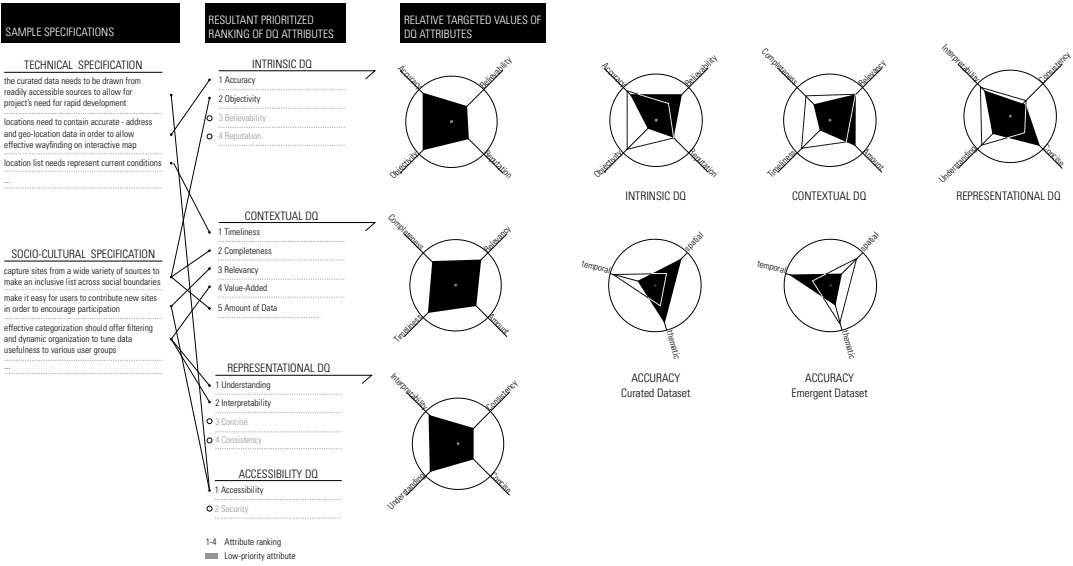 SAMPLE SPECIFICATIONS
TECHNICAL SPECIFICATION
the curated data needs to be drawn from
readily accessible sources to allow for
project's need for rapid development
locations need to contain accurate - address
and geo-location data in order to allow
effective wayfinding on interactive map
location list needs represent current conditions
...
SOCIO-CULTURAL SPECIFICATION
capture sites from a wide variety of sources to
make an inclusive list across social boundaries
make it easy for users to contribute new sites
in order to encourage participation
effective categorization should offer filtering
and dynamic organization to tune data
usefulness to various user groups
...
RESULTANT PRIORITIZED
RANKING OF DQ ATTRIBUTES
INTRINSIC DQ
1 Accuracy
2 Objectivity
3 Believability
4 Reputation
CONTEXTUAL DQ
1 Timeliness
2 Completeness
3 Relevancy
4 Value-Added
5 Amount of Data
REPRESENTATIONAL DQ
1 Understanding
2 Interpretability
3 Concise
4 Consistency
ACCESSIBILITY DQ
1 Accessibility
2 Security
1-4 Attribute ranking
Low-priority attribute
RELATIVE TARGETED VALUES OF
DQ ATTRIBUTES
Accuracy
Believability
Objectivity
Reputation
Completeness
Relevancy
Timeliness
Amount
Interpretability
Consistency
Understanding
Concise
Accuracy
Believability
Objectivity
Reputation
INTRINSIC DQ
Completeness
Relevancy
Timeliness
Amount
CONTEXTUAL DQ
Interpretability
Consistency
Understanding
Concise
REPRESENTATIONAL DQ
temporal
spatial
thematic
ACCURACY
Curated Dataset
temporal
spatial
thematic
ACCURACY
Emergent Dataset